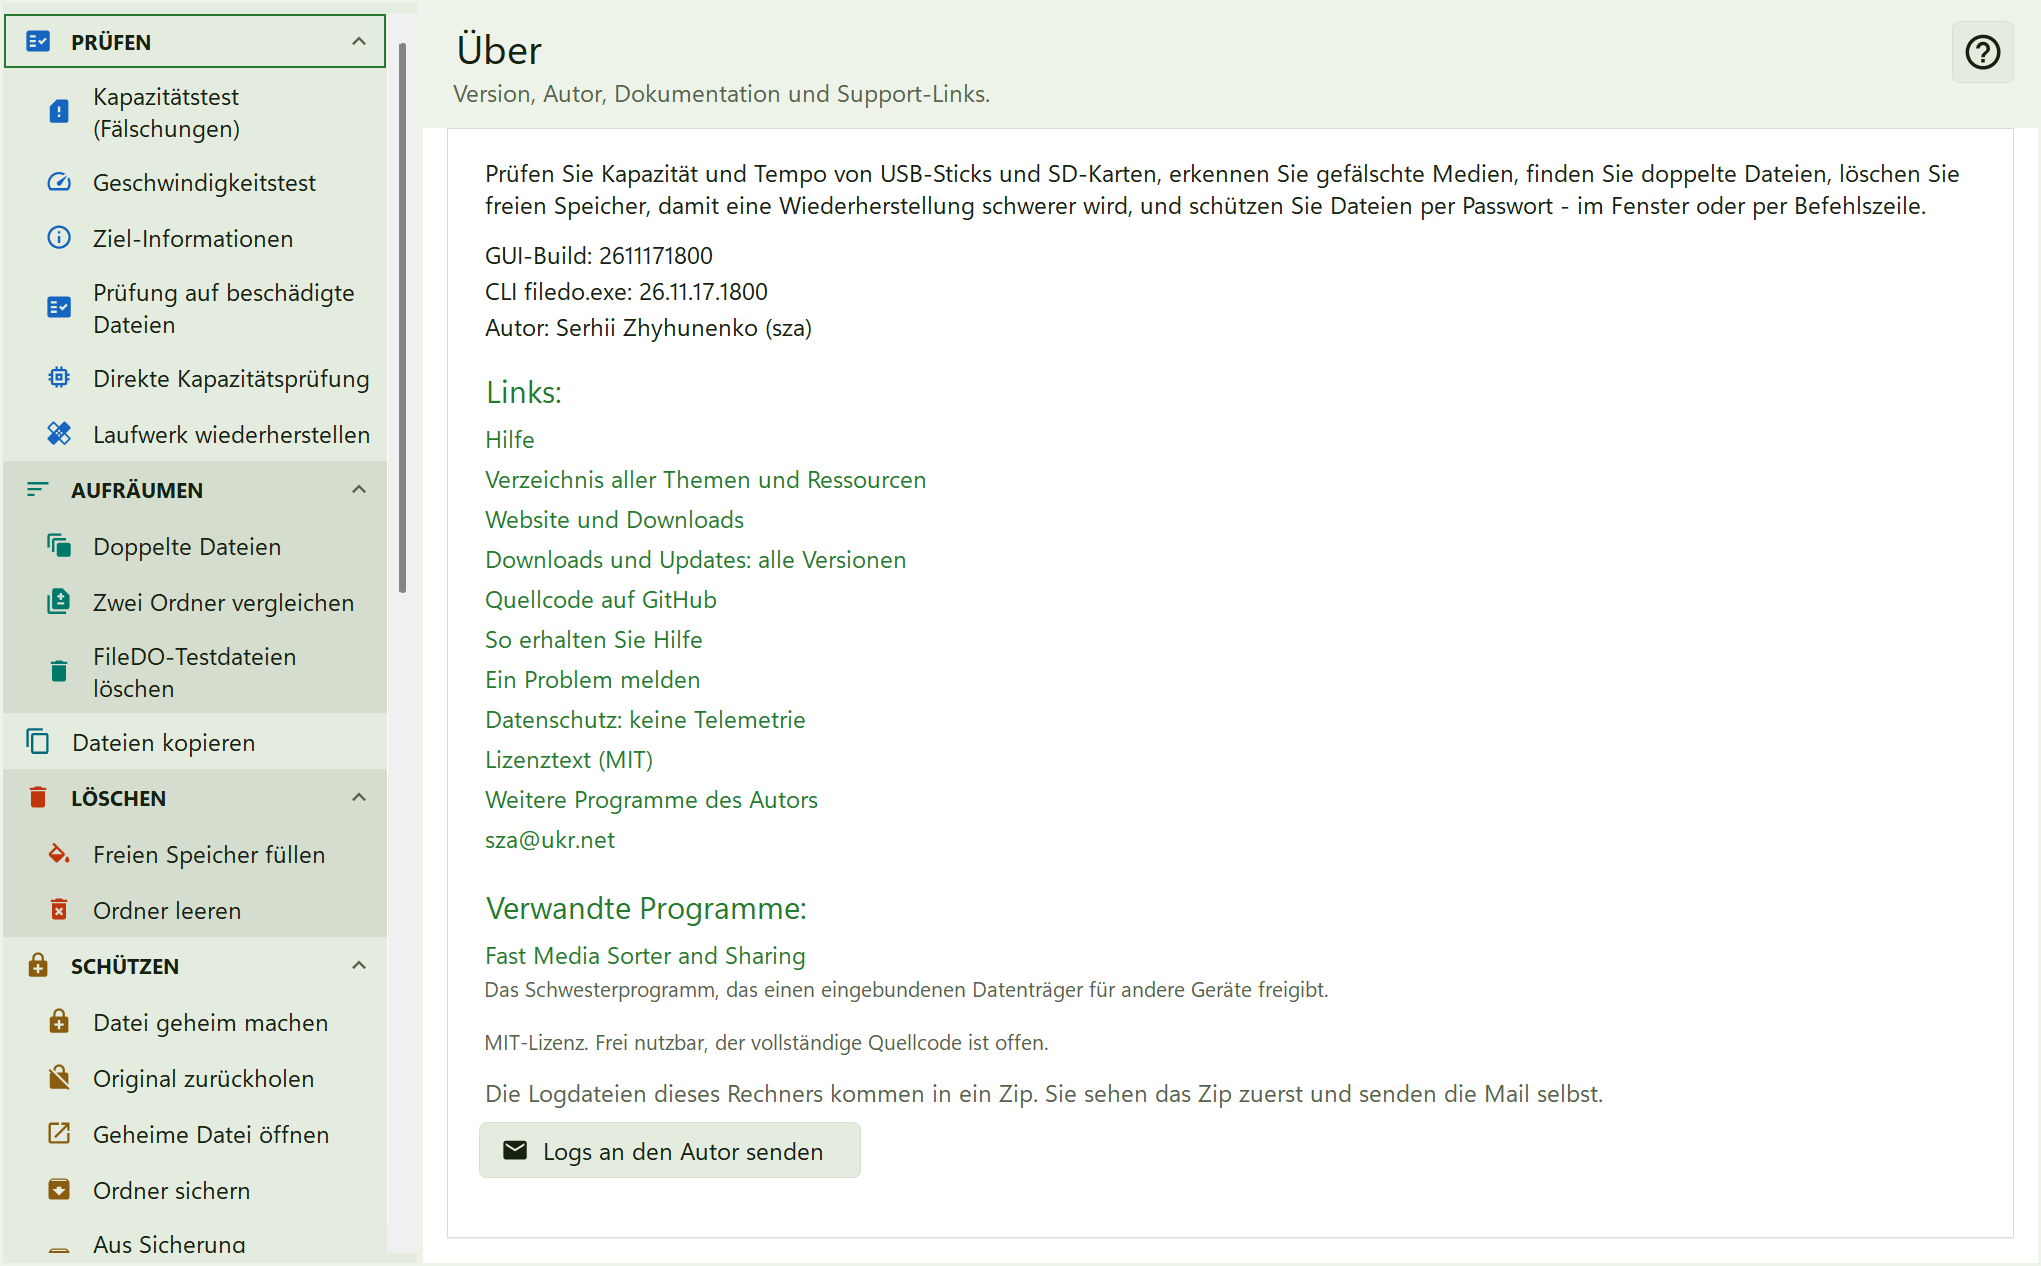 PRÜFEN
Kapazitätstest
(Fälschungen)
Geschwindigkeitstest
Ziel-Informationen
Prüfung auf beschädigte
Dateien
Direkte Kapazitätsprüfung
Laufwerk wiederherstellen
AUFRÄUMEN
Doppelte Dateien
Zwei Ordner vergleichen
FileDO-Testdateien
löschen
Dateien kopieren
LÖSCHEN
Freien Speicher füllen
Ordner leeren
SCHÜTZEN
Datei geheim machen
Original zurückholen
Geheime Datei öffnen
Ordner sichern
Aus Sicherung
Über
Version, Autor, Dokumentation und Support-Links.
Prüfen Sie Kapazität und Tempo von USB-Sticks und SD-Karten, erkennen Sie gefälschte Medien, finden Sie doppelte Dateien, löschen Sie
freien Speicher, damit eine Wiederherstellung schwerer wird, und schützen Sie Dateien per Passwort - im Fenster oder per Befehlszeile.
GUI-Build: 2611171800
CLI filedo.exe: 26.11.17.1800
Autor: Serhii Zhyhunenko (sza)
Links:
Hilfe
Verzeichnis aller Themen und Ressourcen
Website und Downloads
Downloads und Updates: alle Versionen
Quellcode auf GitHub
So erhalten Sie Hilfe
Ein Problem melden
Datenschutz: keine Telemetrie
Lizenztext (MIT)
Weitere Programme des Autors
sza@ukr.net
Verwandte Programme:
Fast Media Sorter and Sharing
Das Schwesterprogramm, das einen eingebundenen Datenträger für andere Geräte freigibt.
MIT-Lizenz. Frei nutzbar, der vollständige Quellcode ist offen.
Die Logdateien dieses Rechners kommen in ein Zip. Sie sehen das Zip zuerst und senden die Mail selbst.
Logs an den Autor senden